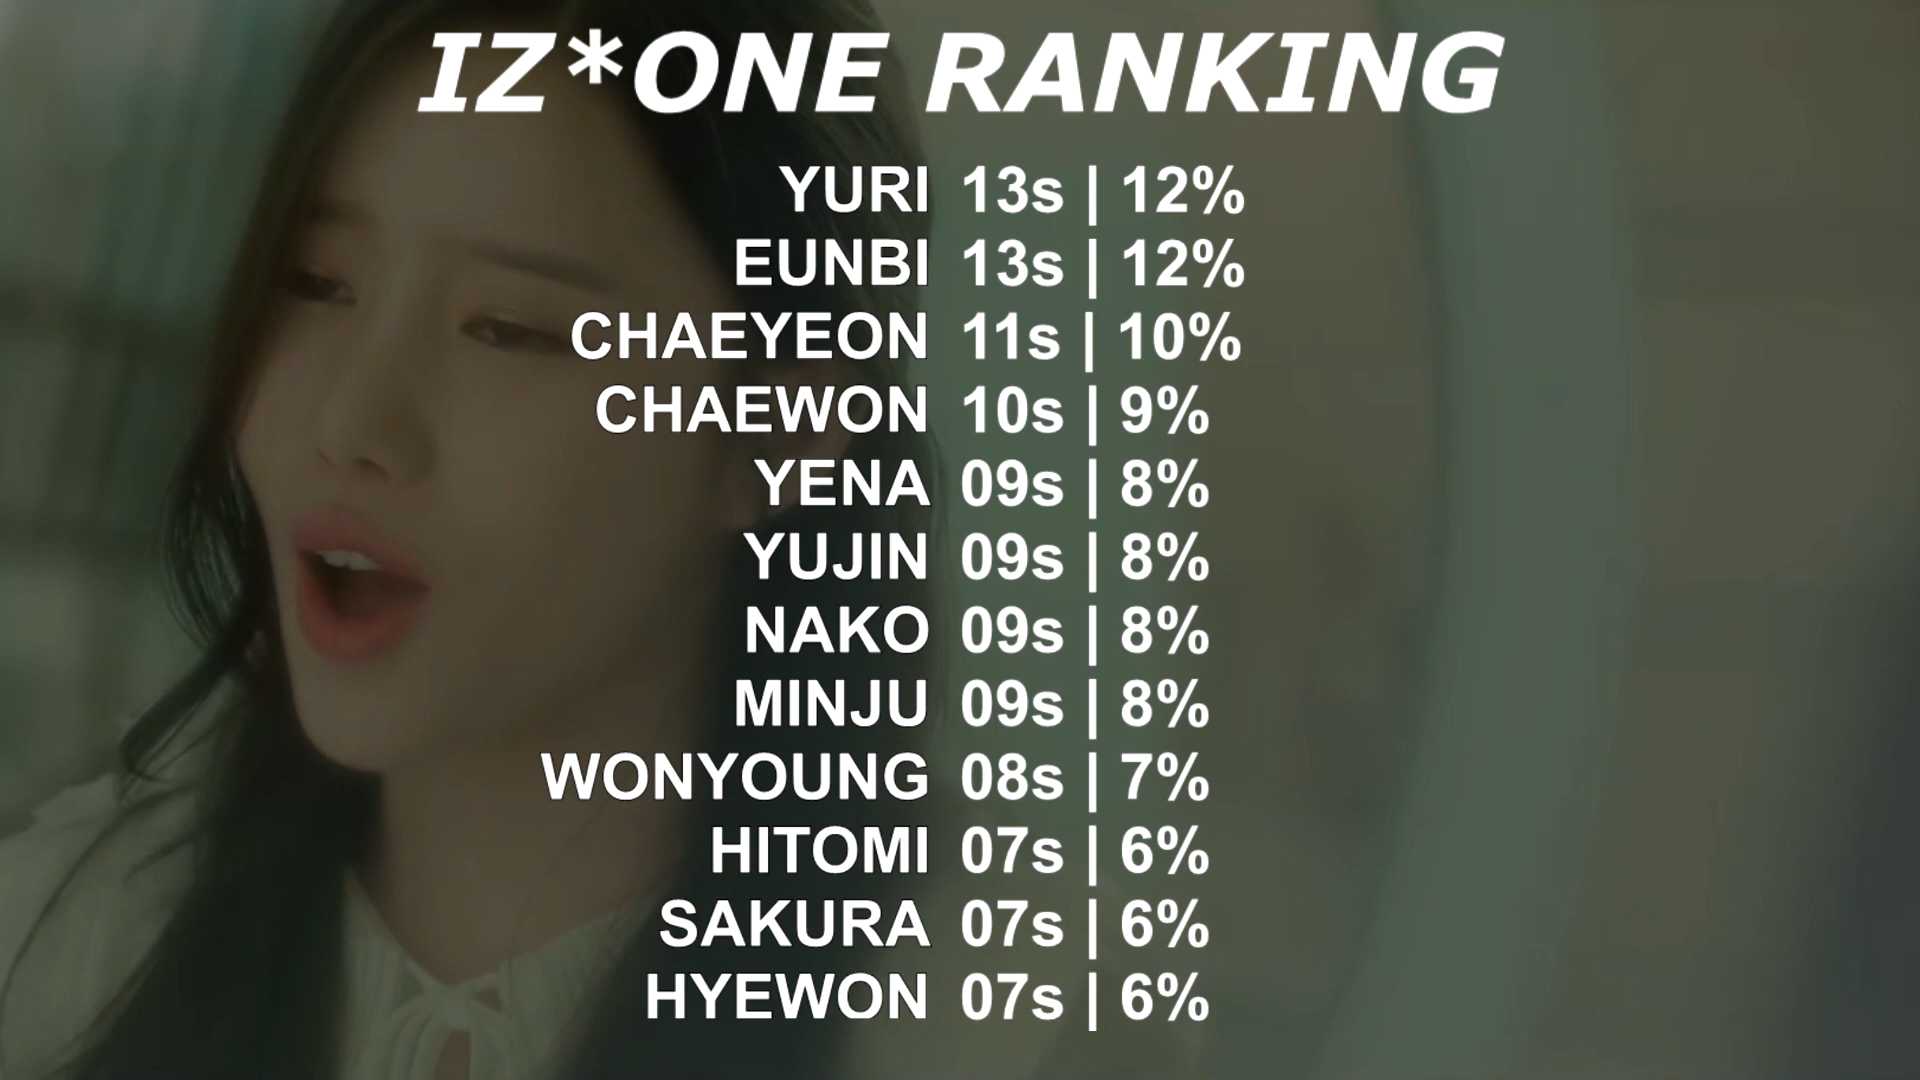 IZ*ONE RANKING
YURI 13s | 12%
EUNBI 13s | 12%
CHAEYEON 11s | 10%
CHAEWON 10s | 9%
YENA 09s | 8%
YUJIN 09s | 8%
NAKO 09s | 8%
MINJU 09s | 8%
WONYOUNG 08s | 7%
HITOMI 07s | 6%
SAKURA 07s | 6%
HYEWON 07s | 6%